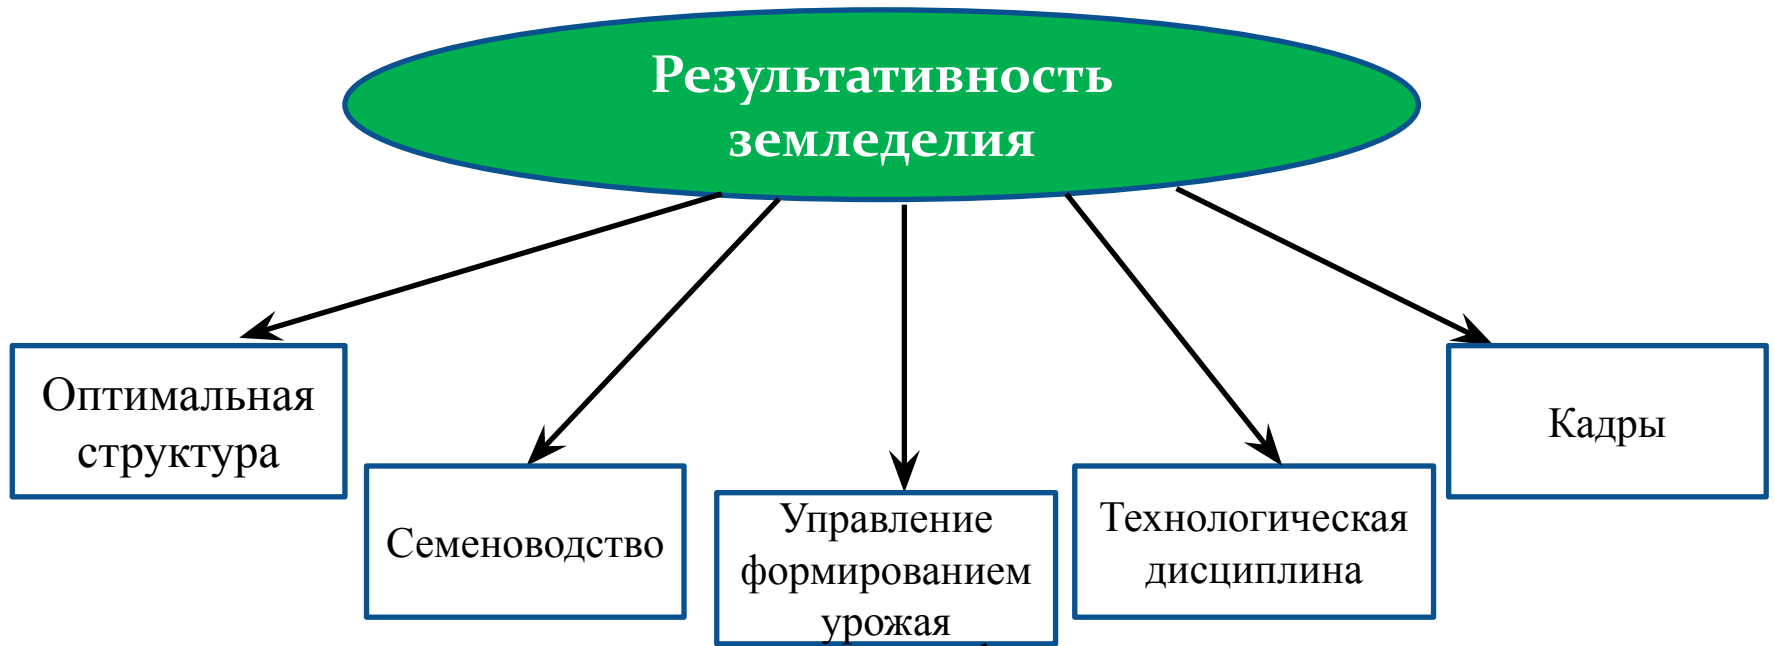 Результативность
земледелия
Оптимальная
структура
Семеноводство
Управление
формированием
урожая
Технологическая
дисциплина
Кадры